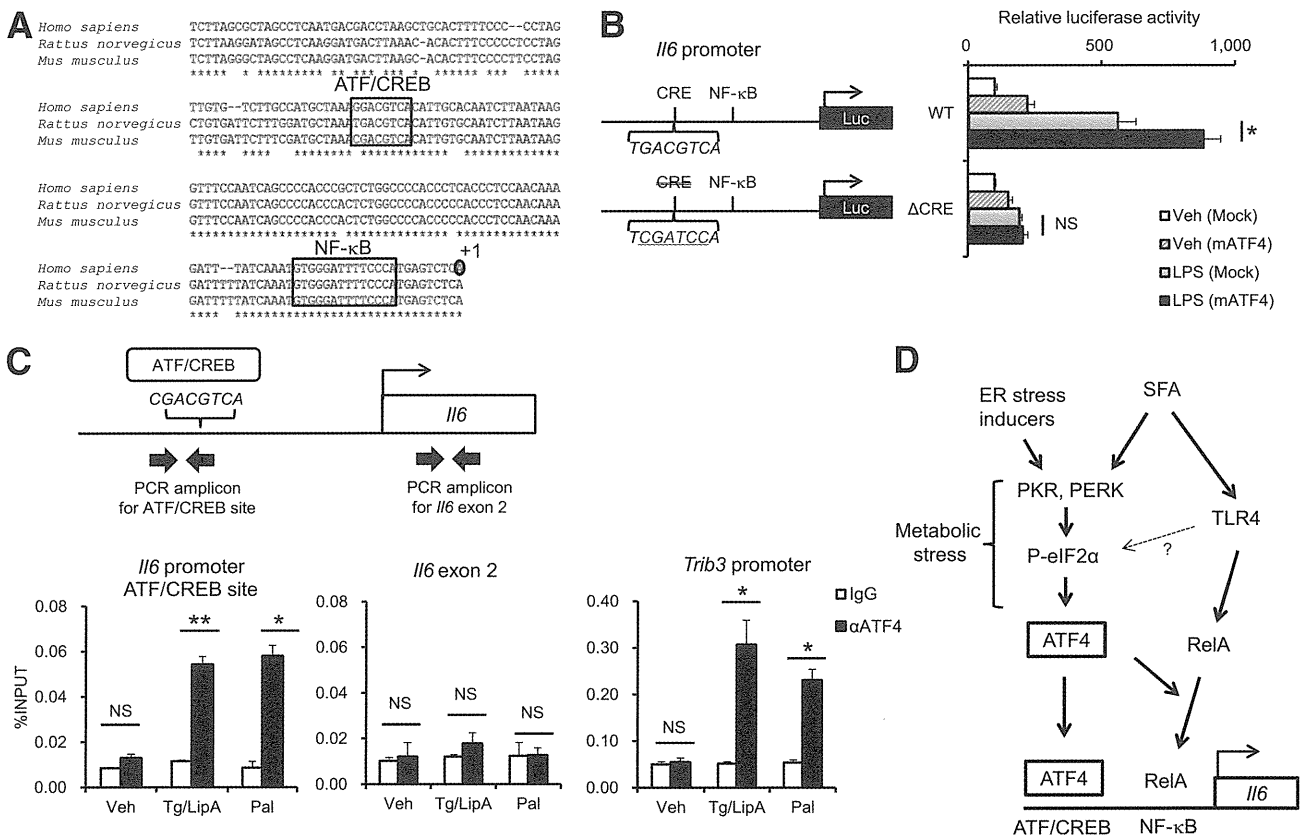 A
Homo sapiens TCTTAGCGCTAGCCTCAATGACGACCTAAGCTGCACTTTTCCC--CCTAG
Rattus norvegicus TCTTAAGGATAGCCTCAAGGATGACTTAAAC-ACACTTTCCCCCTCCTAG
Mus musculus TCTTAGGGCTAGCCTCAAGGATGACTTAAGC-ACACTTTCCCCTTCCTAG
ATF/CREB
Homo sapiens TTGTG--TCTTGCCATGCTAAAGGACGTCACATTGCACAATCTTAATAAG
Rattus norvegicus CTGTGATTCTTTGGATGCTAAATGACGTCACATTGTGCAATCTTAATAAG
Mus musculus TTGTGATTCTTTCGATGCTAAACGACGTCACATTGTGCAATCTTAATAAG
Homo sapiens GTTTCCAATCAGCCCCACCCGCTCTGGCCCCACCCTCACCCTCCAACAAA
Rattus norvegicus GTTTCCAATCAGCCCCACCCACTCTGGCCCCACCCCCACCCTCCAACAAA
Mus musculus GTTTCCAATCAGCCCCACCCACTCTGGCCCCACCCCCACCCTCCAACAAA
NF-κB
+1
Homo sapiens GATT--TATCAAATGTGGGATTTTCCCATGAGTCTCA
Rattus norvegicus GATTTTTATCAAATGTGGGATTTTCCCATGAGTCTCA
Mus musculus GATTTTTATCAAATGTGGGATTTTCCCATGAGTCTCA
B
Il6 promoter
CRE NF-κB
Luc
TGACGTCA
CRE NF-κB
Luc
TCGATCCA
Relative luciferase activity
0 500 1,000
WT
*
ΔCRE
NS
Veh (Mock)
Veh (mATF4)
LPS (Mock)
LPS (mATF4)
C
ATF/CREB
CGACGTCA
Il6
PCR amplicon
for ATF/CREB site
PCR amplicon
for Il6 exon 2
Il6 promoter
ATF/CREB site
%INPUT
0.08
0.06
0.04
0.02
0.00
NS
**
*
Veh Tg/LipA Pal
Il6 exon 2
0.08
0.06
0.04
0.02
0.00
NS
NS
NS
Veh Tg/LipA Pal
Trib3 promoter
0.40
0.30
0.20
0.10
0.00
NS
*
*
Veh Tg/LipA Pal
IgG
αATF4
D
ER stress
inducers
SFA
PKR, PERK
TLR4
Metabolic
stress
?
P-eIF2α
ATF4
RelA
ATF4
RelA
Il6
ATF/CREB NF-κB